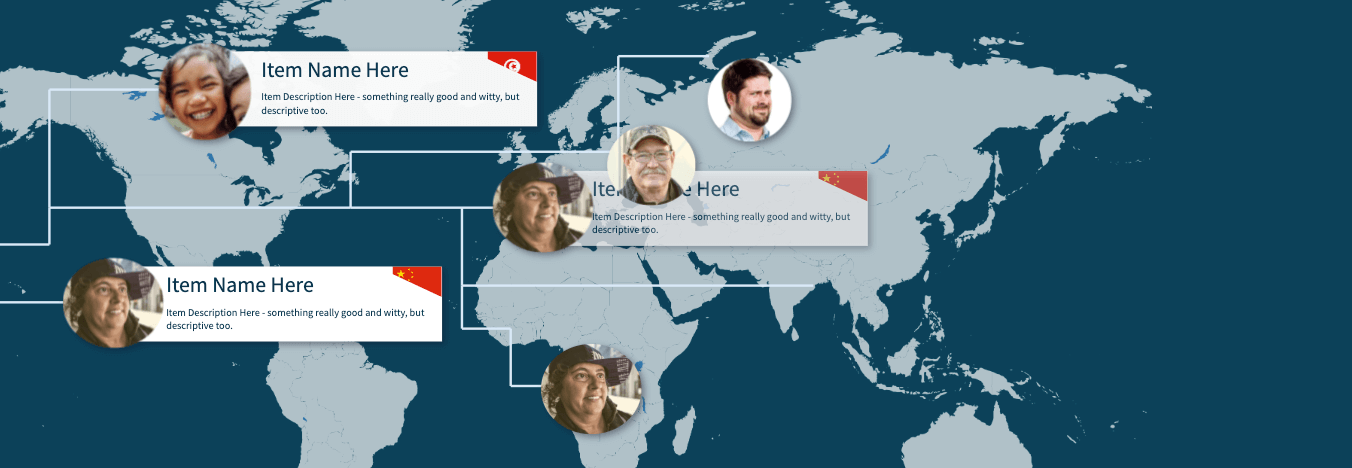 Item Name Here
Item Description Here - something really good and witty, but
descriptive too.
Ite e Here
Item Description Here - something really good and witty, but
descriptive too.
Item Name Here
Item Description Here - something really good and witty, but
descriptive too.